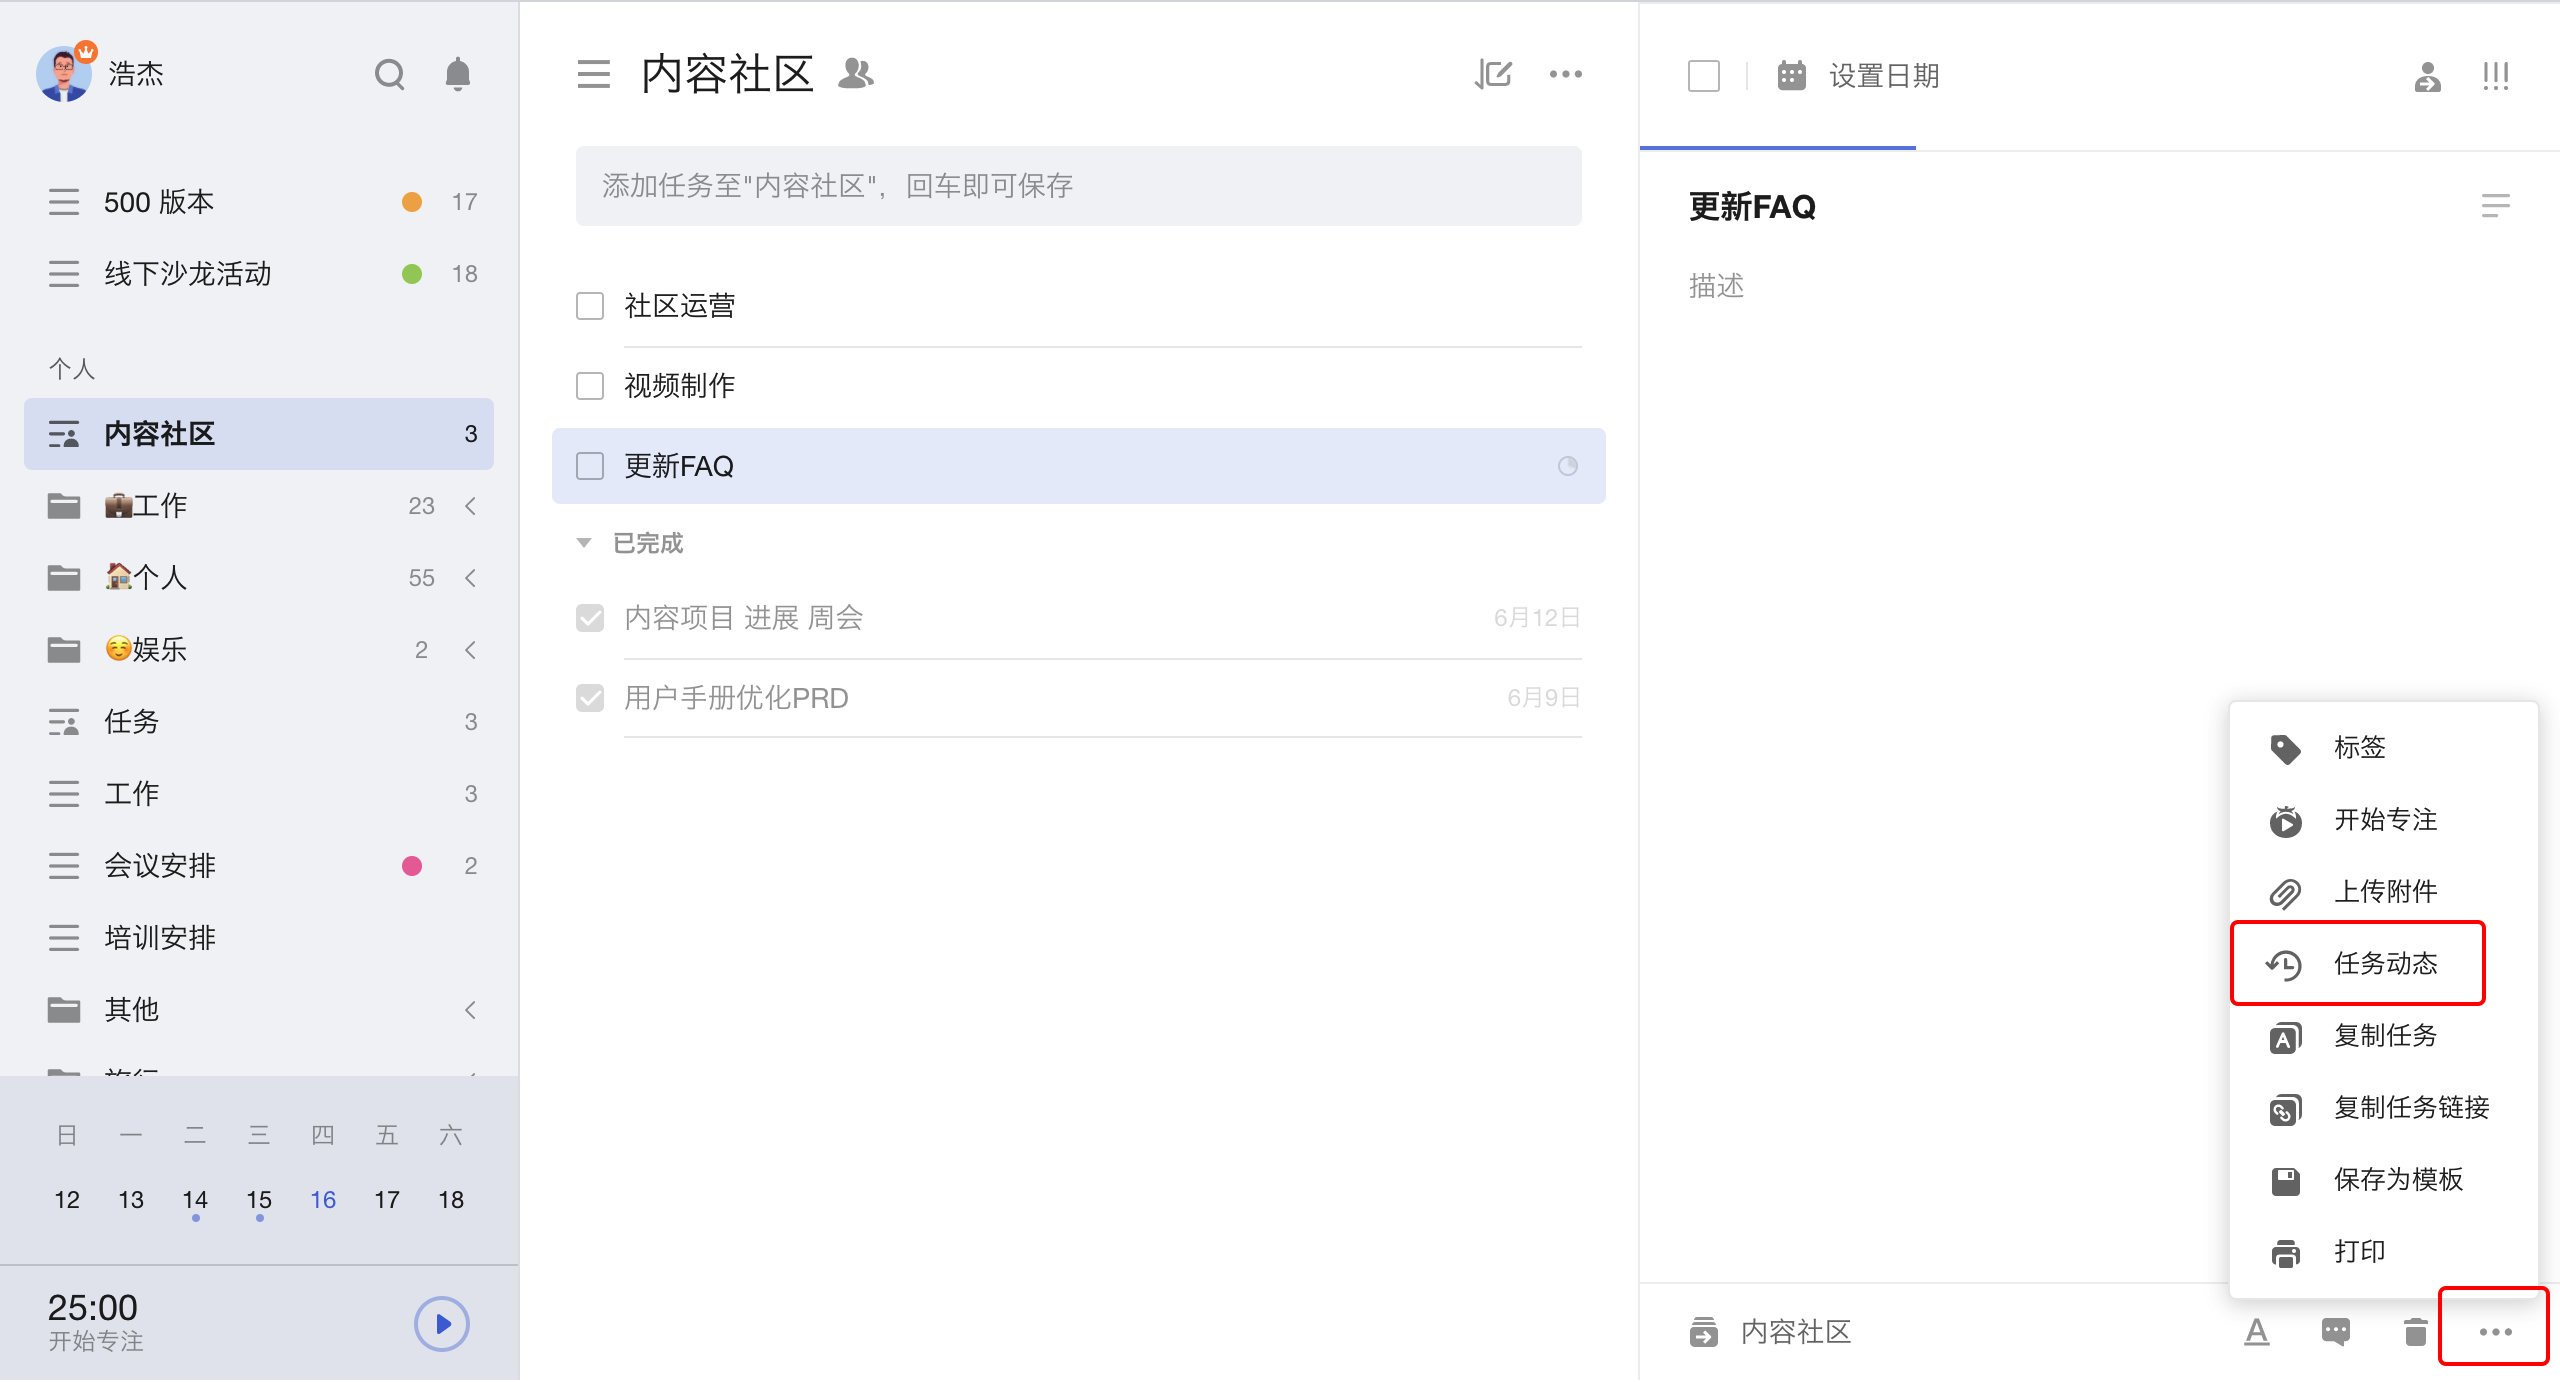 浩杰
500 版本
17
线下沙龙活动
18
个人
内容社区
3
💼工作
23
🏠个人
55
☺️娱乐
2
任务
3
工作
3
会议安排
2
培训安排
其他
日 一 二 三 四 五 六
12 13 14 15 16 17 18
25:00
开始专注
内容社区
添加任务至"内容社区",回车即可保存
社区运营
视频制作
更新FAQ
已完成
内容项目 进展 周会
6月12日
用户手册优化PRD
6月9日
设置日期
更新FAQ
描述
标签
开始专注
上传附件
任务动态
复制任务
复制任务链接
保存为模板
打印
内容社区